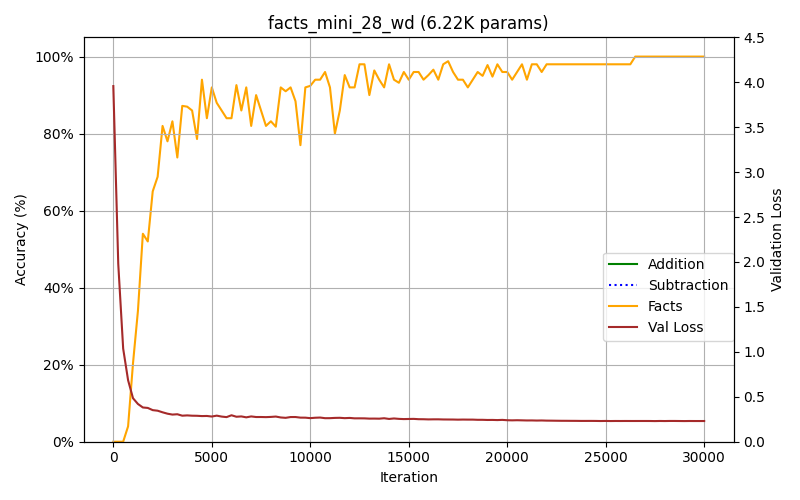 facts_mini_28_wd (6.22K params)
100%
80%
60%
40%
20%
0%
Accuracy (%)
4.5
4.0
3.5
3.0
2.5
2.0
1.5
1.0
0.5
0.0
Validation Loss
Addition
Subtraction
Facts
Val Loss
0 5000 10000 15000 20000 25000 30000
Iteration